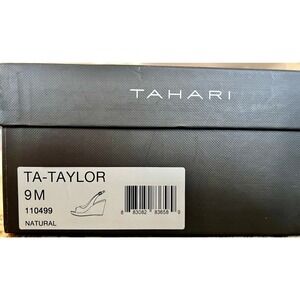 TAHARI
TA-TAYLOR
9M
110499
NATURAL
8 83082 83658 9